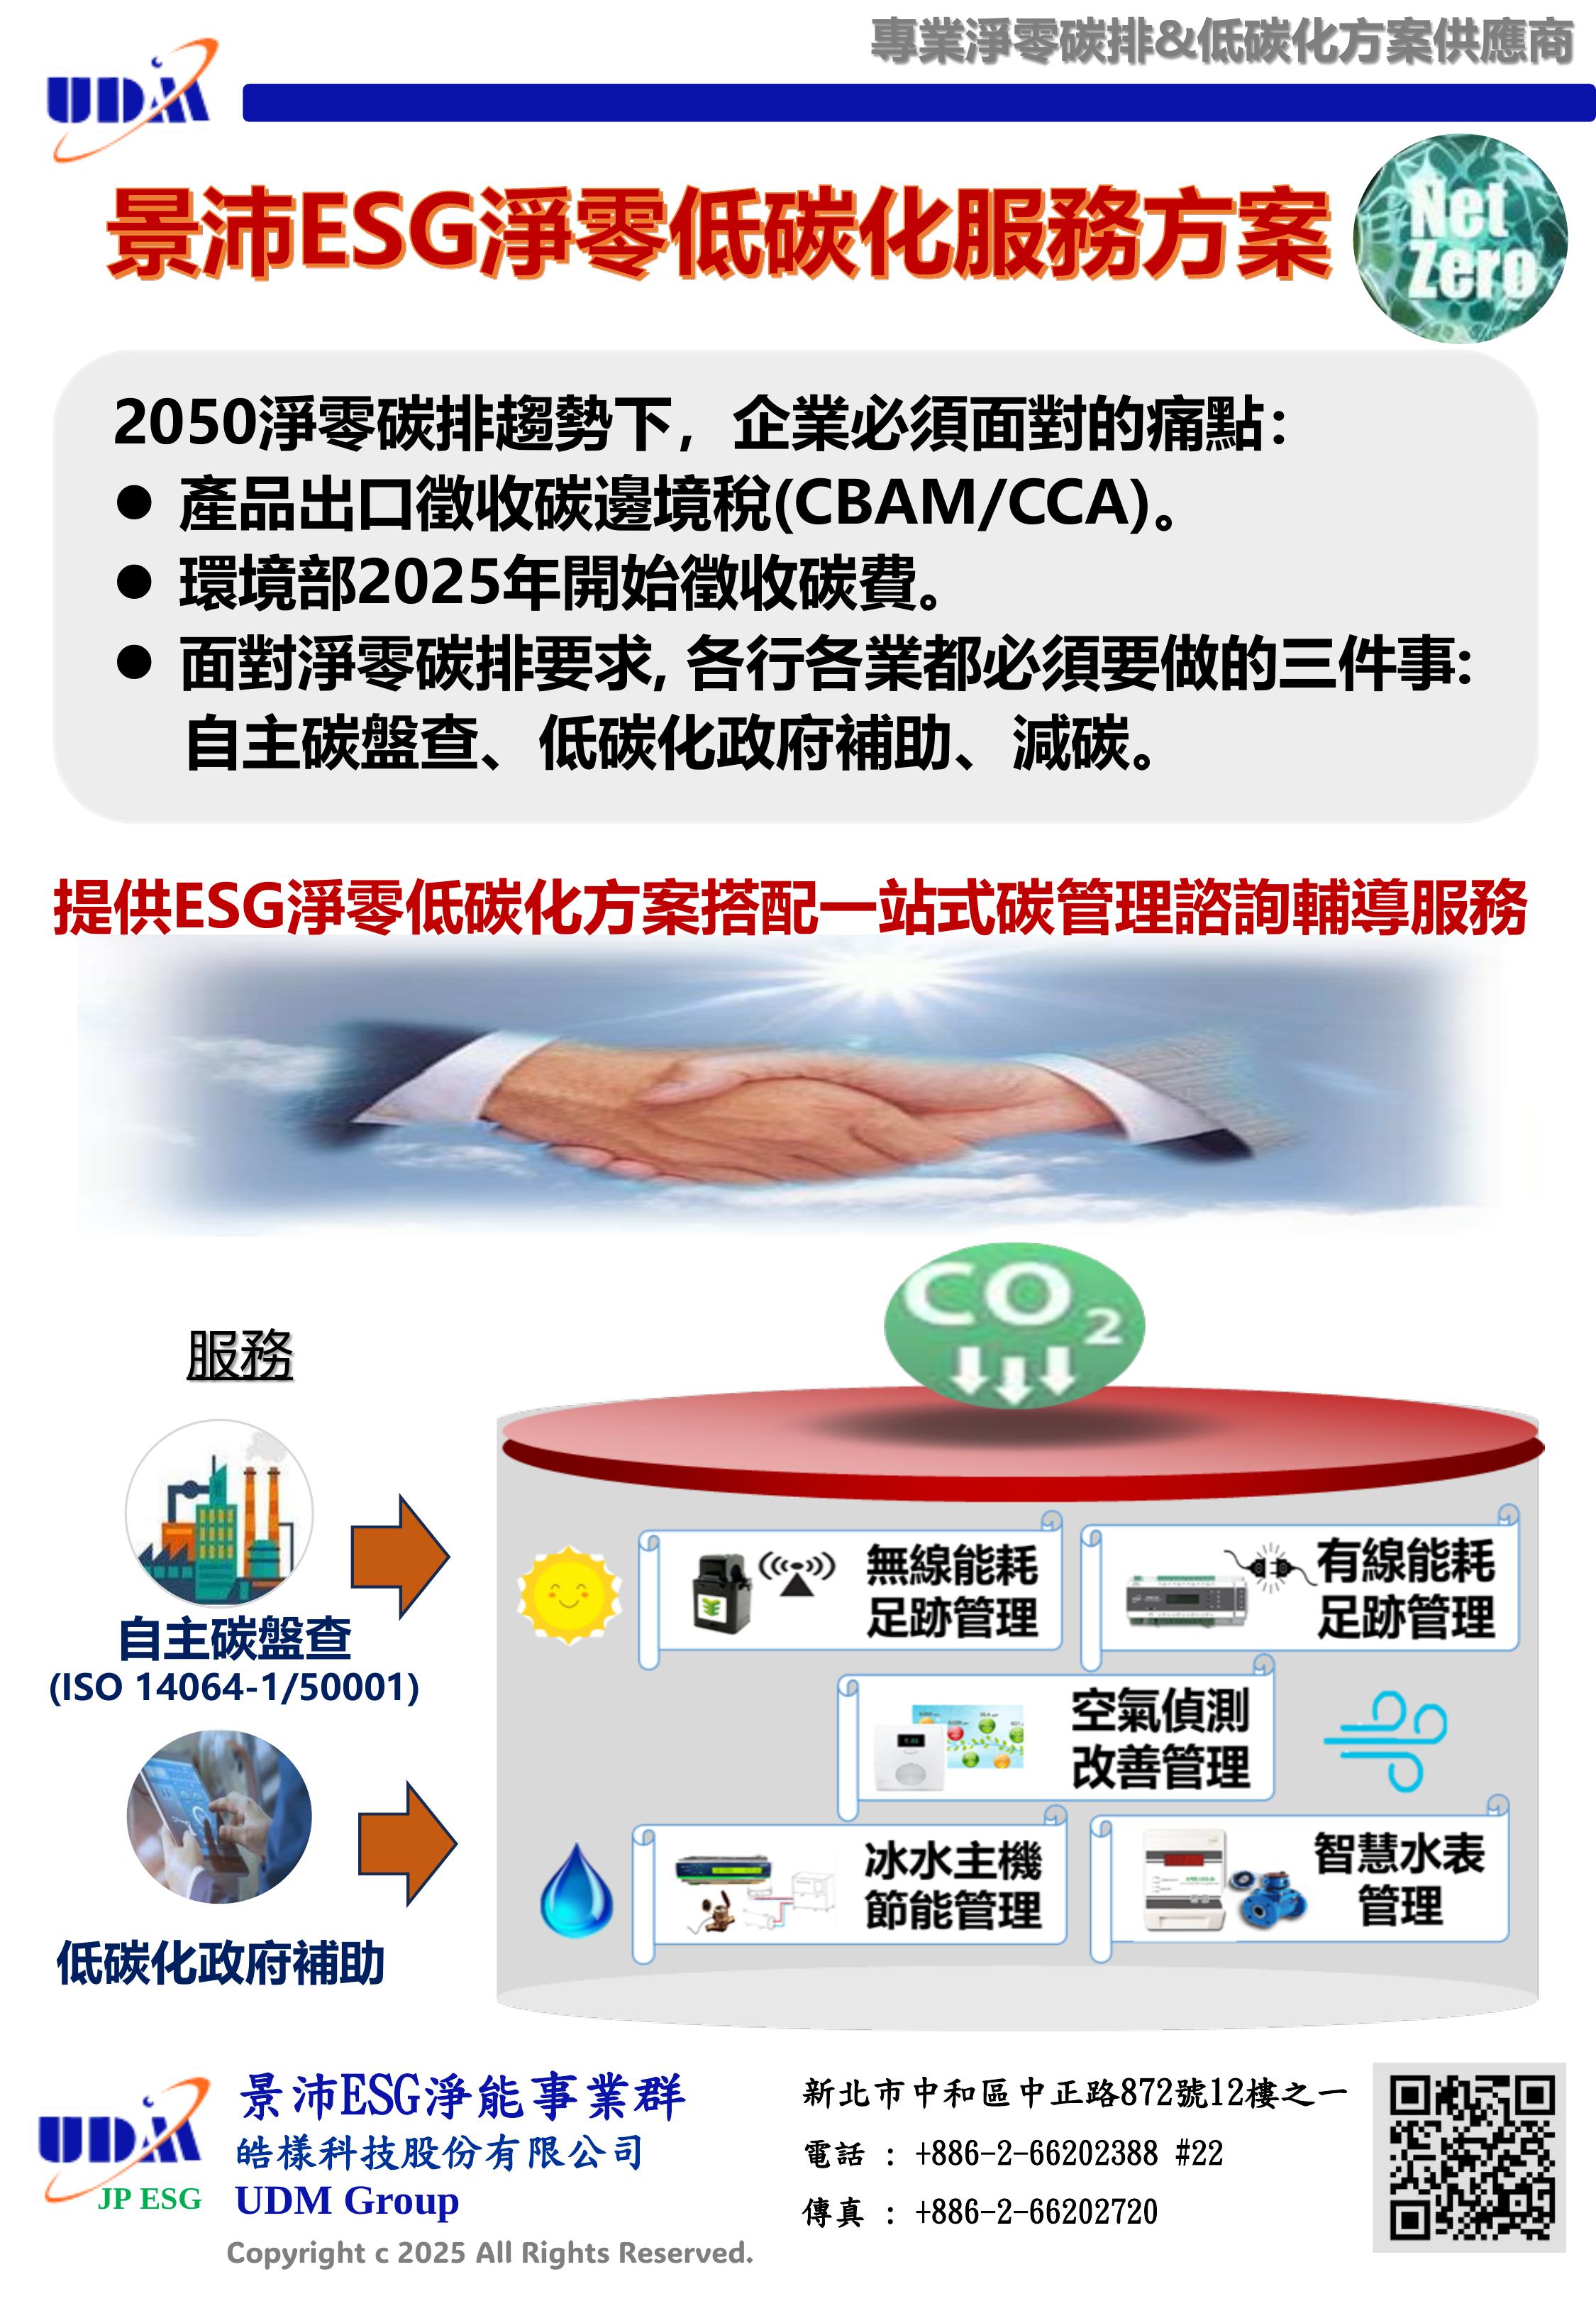 專業淨零碳排&低碳化方案供應商
UDM
景沛ESG淨零低碳化服務方案
Net
Zero
2050淨零碳排趨勢下，企業必須面對的痛點：
● 產品出口徵收碳邊境稅(CBAM/CCA)。
● 環境部2025年開始徵收碳費。
● 面對淨零碳排要求, 各行各業都必須要做的三件事:
自主碳盤查、低碳化政府補助、減碳。
提供ESG淨零低碳化方案搭配一站式碳管理諮詢輔導服務
CO2
服務
自主碳盤查
(ISO 14064-1/50001)
低碳化政府補助
無線能耗
足跡管理
有線能耗
足跡管理
空氣偵測
改善管理
冰水主機
節能管理
智慧水表
管理
UDM
JP ESG
景沛ESG淨能事業群
皓樣科技股份有限公司
UDM Group
Copyright c 2025 All Rights Reserved.
新北市中和區中正路872號12樓之一
電話 : +886-2-66202388 #22
傳真 : +886-2-66202720